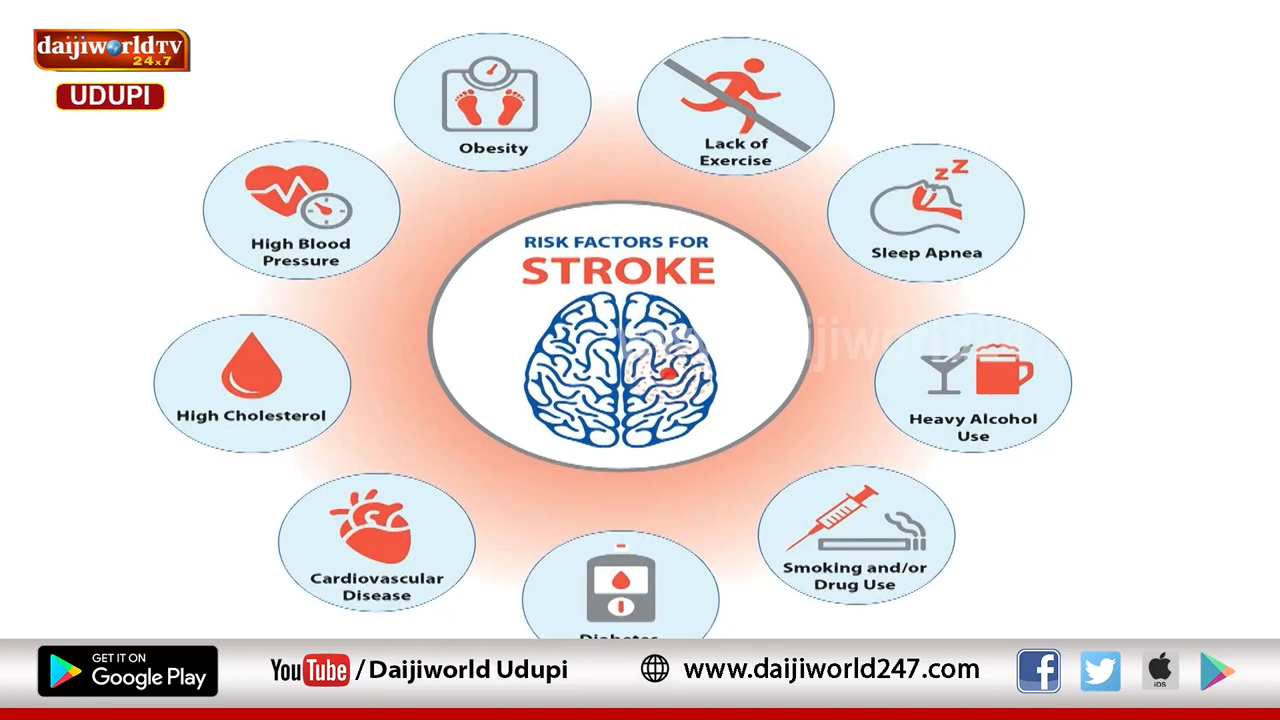 daijiworldTV
24x7
UDUPI
Obesity
Lack of
Exercise
High Blood
Pressure
Sleep Apnea
RISK FACTORS FOR
STROKE
High Cholesterol
Heavy Alcohol
Use
Cardiovascular
Disease
Smoking and/or
Drug Use
Diabetes
GET IT ON
Google Play
YouTube / Daijiworld Udupi
www.daijiworld247.com
iOS